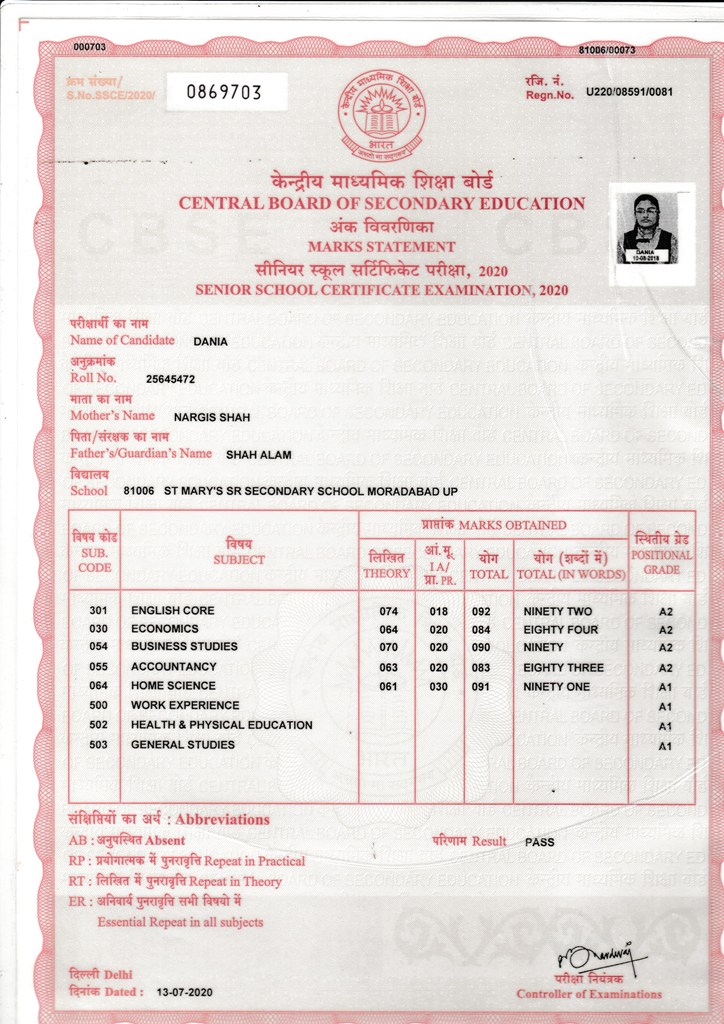 000703
81006/00073
क्रम संख्या/
S.No.SSCE/2020/ 0869703
रजि. नं.
Regn.No. U220/08591/0081
केन्द्रीय माध्यमिक शिक्षा बोर्ड
भारत
केन्द्रीय माध्यमिक शिक्षा बोर्ड
CENTRAL BOARD OF SECONDARY EDUCATION
अंक विवरणिका
MARKS STATEMENT
सीनियर स्कूल सर्टिफिकेट परीक्षा, 2020
SENIOR SCHOOL CERTIFICATE EXAMINATION, 2020
DANIA
10-08-2018
परीक्षार्थी का नाम
Name of Candidate DANIA
अनुक्रमांक
Roll No. 25645472
माता का नाम
Mother's Name NARGIS SHAH
पिता/संरक्षक का नाम
Father's/Guardian's Name SHAH ALAM
विद्यालय
School 81006 ST MARY'S SR SECONDARY SCHOOL MORADABAD UP
विषय कोड SUB. CODE
विषय SUBJECT
प्राप्तांक MARKS OBTAINED
लिखित THEORY
आं.मू. IA/ प्रा. PR.
योग TOTAL
योग (शब्दों में) TOTAL (IN WORDS)
स्थितीय ग्रेड POSITIONAL GRADE
301 ENGLISH CORE 074 018 092 NINETY TWO A2
030 ECONOMICS 064 020 084 EIGHTY FOUR A2
054 BUSINESS STUDIES 070 020 090 NINETY A2
055 ACCOUNTANCY 063 020 083 EIGHTY THREE A2
064 HOME SCIENCE 061 030 091 NINETY ONE A1
500 WORK EXPERIENCE A1
502 HEALTH & PHYSICAL EDUCATION A1
503 GENERAL STUDIES A1
संक्षिप्तियों का अर्थ : Abbreviations
AB : अनुपस्थित Absent
परिणाम Result PASS
RP : प्रयोगात्मक में पुनरावृत्ति Repeat in Practical
RT : लिखित में पुनरावृत्ति Repeat in Theory
ER : अनिवार्य पुनरावृत्ति सभी विषयो में
Essential Repeat in all subjects
दिल्ली Delhi
दिनांक Dated : 13-07-2020
परीक्षा नियंत्रक
Controller of Examinations